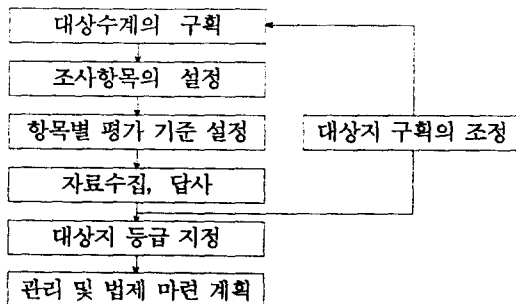 대상수계의 구획
조사항목의 설정
항목별 평가 기준 설정
대상지 구획의 조정
자료수집, 답사
대상지 등급 지정
관리 및 법제 마련 계획